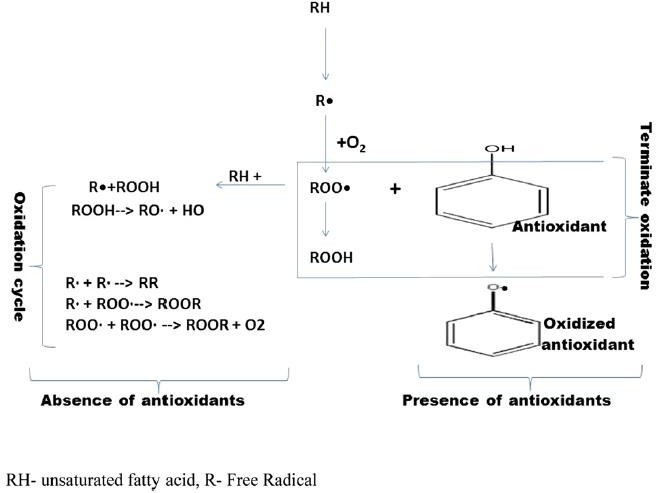 RH
R•
+O₂
RH +
ROO•
+
OH
Antioxidant
Terminate oxidation
R•+ROOH
ROOH--> RO· + HO
Oxidation cycle
ROOH
R· + R· --> RR
R· + ROO·--> ROOR
ROO· + ROO· --> ROOR + O2
O•
Oxidized
antioxidant
Absence of antioxidants
Presence of antioxidants
RH- unsaturated fatty acid, R- Free Radical